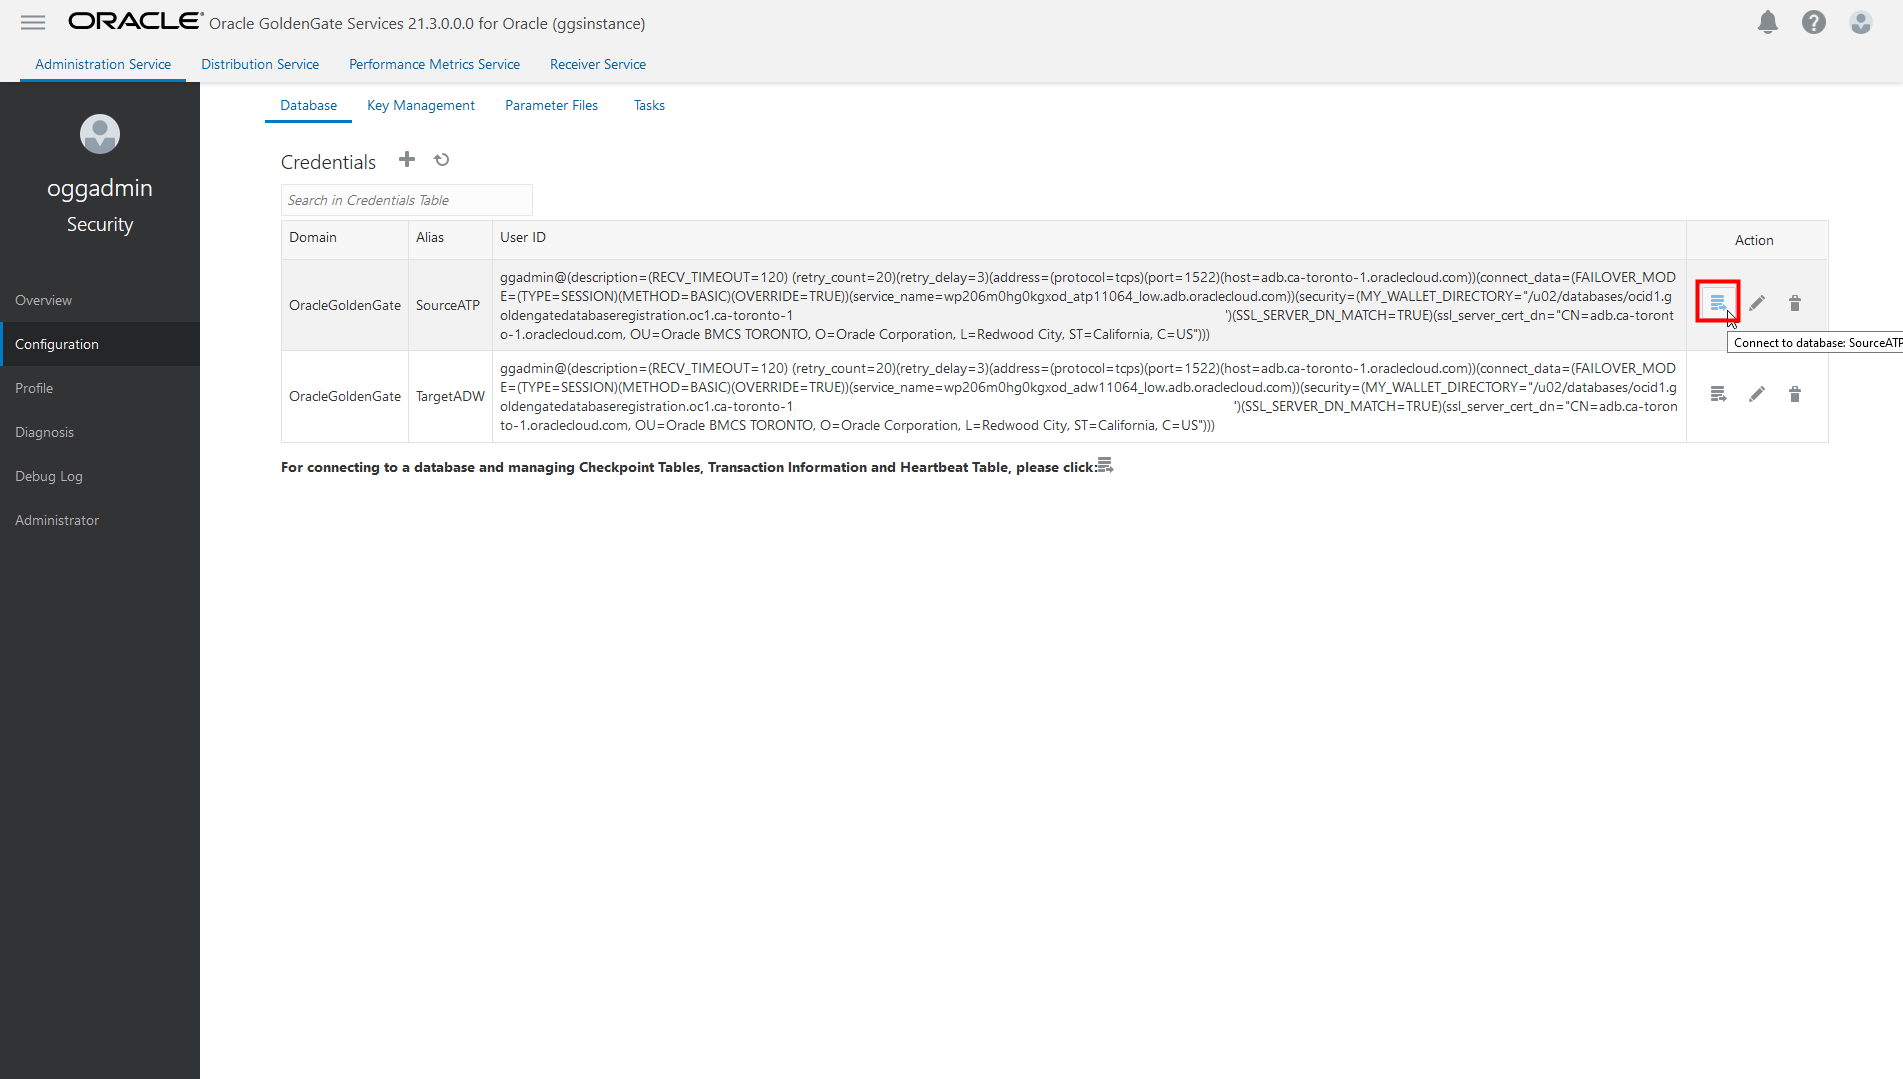 ORACLE Oracle GoldenGate Services 21.3.0.0.0 for Oracle (ggsinstance)
Administration Service Distribution Service Performance Metrics Service Receiver Service
oggadmin
Security
Overview
Configuration
Profile
Diagnosis
Debug Log
Administrator
Database Key Management Parameter Files Tasks
Credentials
Search in Credentials Table
Domain Alias User ID Action
OracleGoldenGate SourceATP
ggadmin@(description=(RECV_TIMEOUT=120) (retry_count=20)(retry_delay=3)(address=(protocol=tcps)(port=1522)(host=adb.ca-toronto-1.oraclecloud.com))(connect_data=(FAILOVER_MOD
E=(TYPE=SESSION)(METHOD=BASIC)(OVERRIDE=TRUE))(service_name=wp206m0hg0kgxod_atp11064_low.adb.oraclecloud.com))(security=(MY_WALLET_DIRECTORY="/u02/databases/ocid1.g
oldengatedatabaseregistration.oc1.ca-toronto-1 ")(SSL_SERVER_DN_MATCH=TRUE)(ssl_server_cert_dn="CN=adb.ca-toront
o-1.oraclecloud.com, OU=Oracle BMCS TORONTO, O=Oracle Corporation, L=Redwood City, ST=California, C=US")))
Connect to database: SourceATP
OracleGoldenGate TargetADW
ggadmin@(description=(RECV_TIMEOUT=120) (retry_count=20)(retry_delay=3)(address=(protocol=tcps)(port=1522)(host=adb.ca-toronto-1.oraclecloud.com))(connect_data=(FAILOVER_MOD
E=(TYPE=SESSION)(METHOD=BASIC)(OVERRIDE=TRUE))(service_name=wp206m0hg0kgxod_adw11064_low.adb.oraclecloud.com))(security=(MY_WALLET_DIRECTORY="/u02/databases/ocid1.g
oldengatedatabaseregistration.oc1.ca-toronto-1 ")(SSL_SERVER_DN_MATCH=TRUE)(ssl_server_cert_dn="CN=adb.ca-toron
to-1.oraclecloud.com, OU=Oracle BMCS TORONTO, O=Oracle Corporation, L=Redwood City, ST=California, C=US")))
For connecting to a database and managing Checkpoint Tables, Transaction Information and Heartbeat Table, please click: